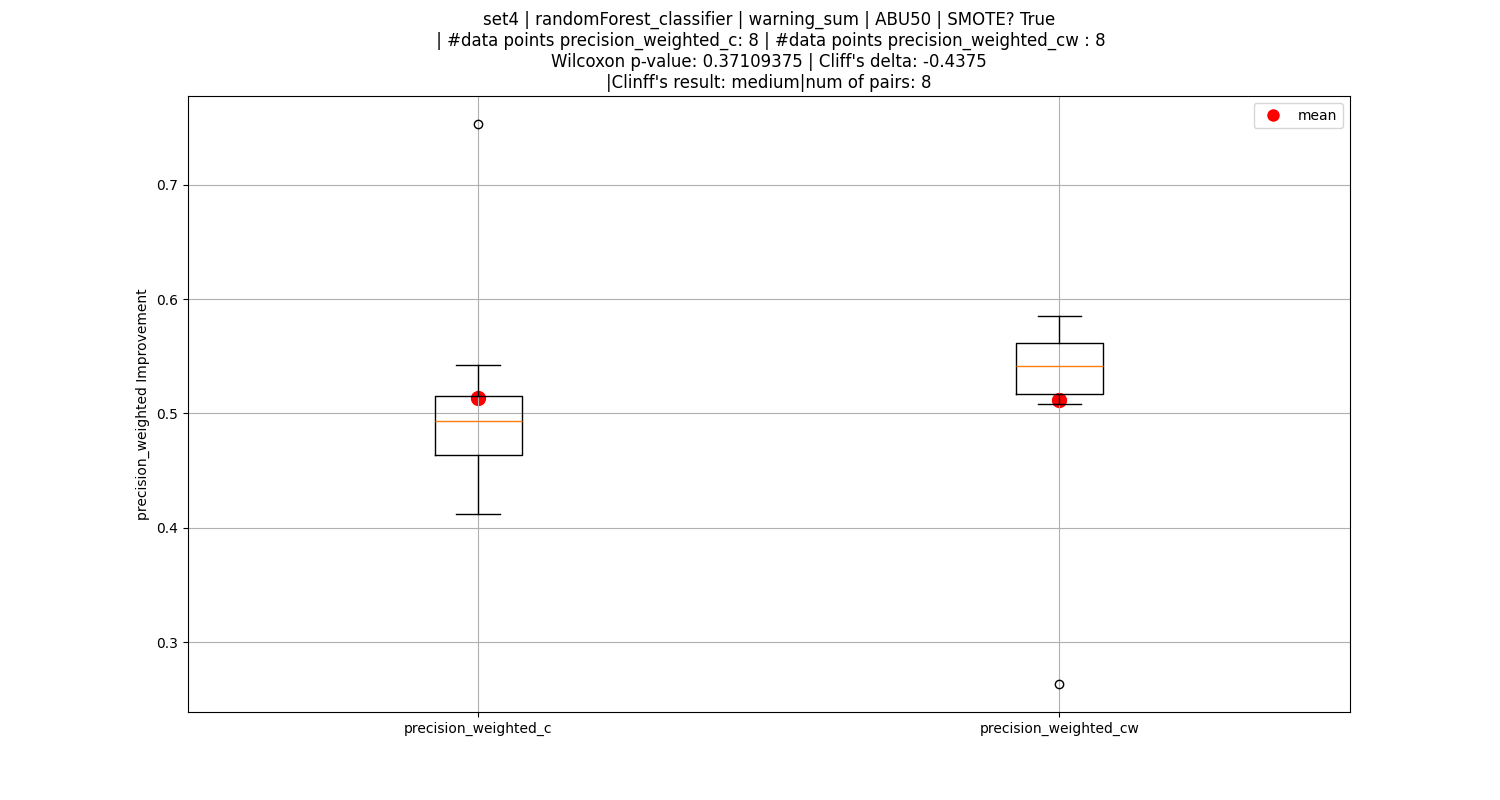 set4 | randomForest_classifier | warning_sum | ABU50 | SMOTE? True
| #data points precision_weighted_c: 8 | #data points precision_weighted_cw : 8
Wilcoxon p-value: 0.37109375 | Cliff's delta: -0.4375
|Clinff's result: medium|num of pairs: 8
mean
0.7
0.6
0.5
0.4
0.3
precision_weighted Improvement
precision_weighted_c
precision_weighted_cw